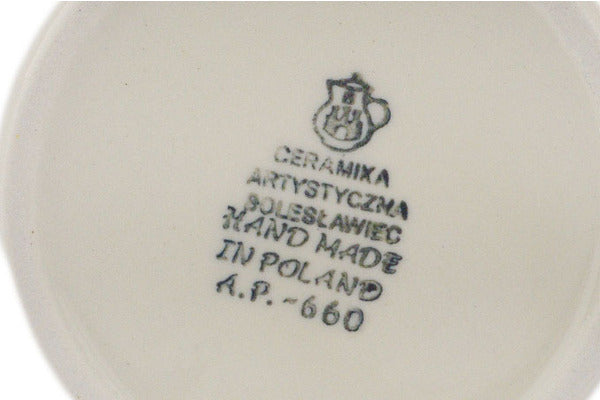 CERAMIKA
ARTYSTYCZNA
BOLESŁAWIEC
HAND MADE
IN POLAND
A.P. -660